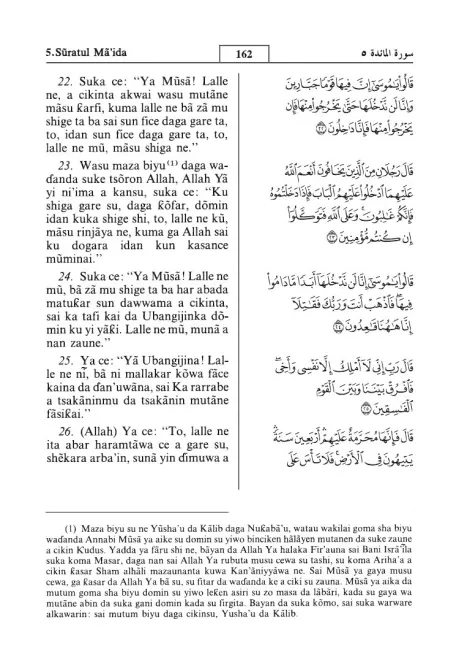 5.Sūratul Mā'ida
162
سورة المائدة ٥
22. Suka ce: "Ya Mūsā! Lalle
ne, a cikinta akwai wasu mutāne
māsu ƙarfi, kuma lalle ne bā zā mu
shige ta ba sai sun fice daga gare ta,
to, idan sun fice daga gare ta, to,
lalle ne mū, māsu shiga ne."
23. Wasu maza biyu⁽¹⁾ daga wa-
ɗanda suke tsōron Allah, Allah Yā
yi ni'ima a kansu, suka ce: "Ku
shiga gare su, daga ƙōfar, dōmin
idan kuka shige shi, to, lalle ne kū,
māsu rinjāya ne, kuma ga Allah sai
ku dogara idan kun kasance
mūminai."
24. Suka ce: "Ya Mūsā! Lalle ne
mū, bā zā mu shige ta ba har abada
matuƙar sun dawwama a cikinta,
sai ka tafi kai da Ubangijinka dō-
min ku yi yāƙi. Lalle ne mū, munā a
nan zaune."
25. Ya ce: "Yā Ubangijina! Lal-
le ne nī, bā ni mallakar kōwa fāce
kaina da ɗan'uwāna, sai Ka rarrabe
a tsakāninmu da tsakānin mutāne
fāsiƙai."
26. (Allah) Ya ce: "To, lalle ne
ita abar haramtāwa ce a gare su,
shēkara arba'in, sunā yin ɗimuwa a
قَالُوا۟ يَٰمُوسَىٰٓ إِنَّ فِيهَا قَوْمًا جَبَّارِينَ
وَإِنَّا لَن نَّدْخُلَهَا حَتَّىٰ يَخْرُجُوا۟ مِنْهَا فَإِن
يَخْرُجُوا۟ مِنْهَا فَإِنَّا دَٰخِلُونَ ٢٢
قَالَ رَجُلَانِ مِنَ ٱلَّذِينَ يَخَافُونَ أَنْعَمَ ٱللَّهُ
عَلَيْهِمَا ٱدْخُلُوا۟ عَلَيْهِمُ ٱلْبَابَ فَإِذَا دَخَلْتُمُوهُ
فَإِنَّكُمْ غَٰلِبُونَ ۚ وَعَلَى ٱللَّهِ فَتَوَكَّلُوٓا۟
إِن كُنتُم مُّؤْمِنِينَ ٢٣
قَالُوا۟ يَٰمُوسَىٰٓ إِنَّا لَن نَّدْخُلَهَآ أَبَدًا مَّا دَامُوا۟
فِيهَا ۖ فَٱذْهَبْ أَنتَ وَرَبُّكَ فَقَٰتِلَآ
إِنَّا هَٰهُنَا قَٰعِدُونَ ٢٤
قَالَ رَبِّ إِنِّى لَآ أَمْلِكُ إِلَّا نَفْسِى وَأَخِى ۖ
فَٱفْرُقْ بَيْنَنَا وَبَيْنَ ٱلْقَوْمِ
ٱلْفَٰسِقِينَ ٢٥
قَالَ فَإِنَّهَا مُحَرَّمَةٌ عَلَيْهِمْ ۛ أَرْبَعِينَ سَنَةً ۛ
يَتِيهُونَ فِى ٱلْأَرْضِ ۚ فَلَا تَأْسَ عَلَى
(1) Maza biyu su ne Yūsha'u da Kālib daga Nuƙabā'u, watau wakilai goma sha biyu
waɗanda Annabi Mūsā ya aike su domin su yiwo binciken hālāyen mutanen da suke zaune
a cikin Ƙudus. Yadda ya fāru shi ne, bāyan da Allah Ya halaka Fir'auna sai Bani Isrā'īla
suka koma Masar, daga nan sai Allah Ya rubuta musu cewa su tashi, su koma Ariha'a a
cikin ƙasar Sham alhāli mazaunanta kuwa Kan'āniyyāwa ne. Sai Mūsā ya gaya musu
cewa, ga ƙasar da Allah Ya bā su, su fitar da waɗanda ke a ciki su zauna. Mūsā ya aika da
mutum goma sha biyu domin su yiwo leƙen asiri su zo masa da lābāri, kada su gaya wa
mutāne abin da suka gani domin kada su firgita. Bayan da suka kōmo, sai suka warware
alkawarin: sai mutum biyu daga cikinsu, Yushu'u da Kālib.